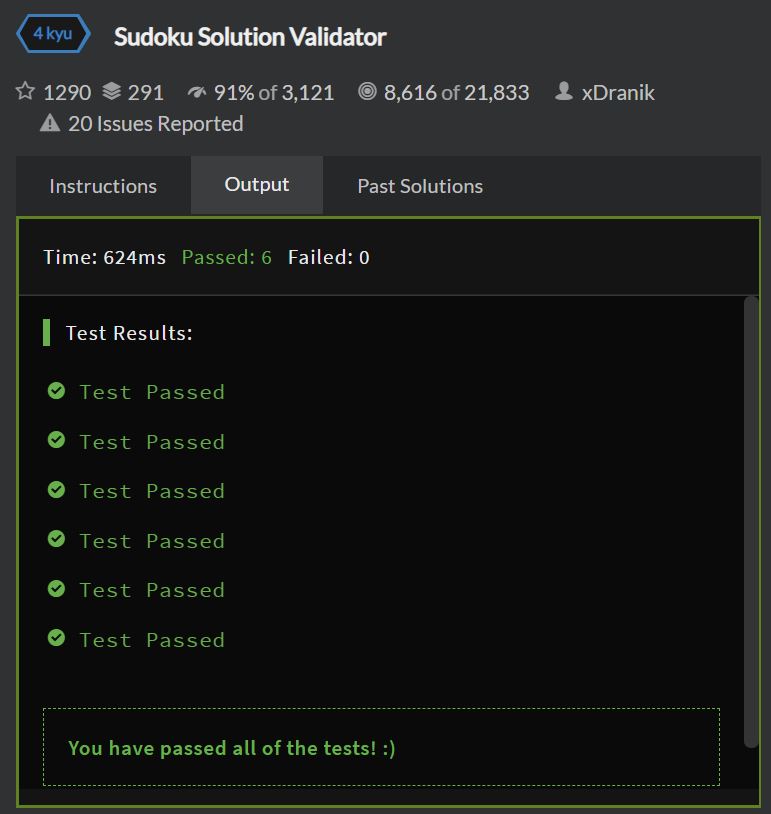 4 kyu Sudoku Solution Validator
1290 291 91% of 3,121 8,616 of 21,833 xDranik
20 Issues Reported
Instructions Output Past Solutions
Time: 624ms Passed: 6 Failed: 0
Test Results:
Test Passed
Test Passed
Test Passed
Test Passed
Test Passed
Test Passed
You have passed all of the tests! :)